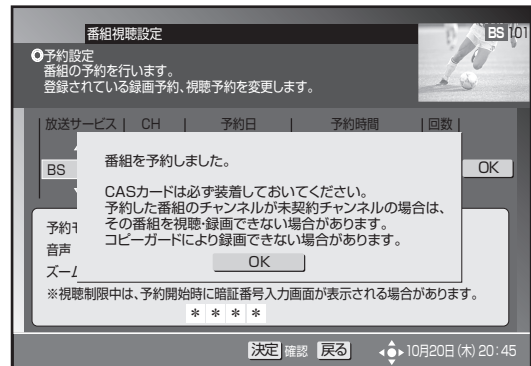 番組視聴設定
BS 101
予約設定
番組の予約を行います。
登録されている録画予約、視聴予約を変更します。
放送サービス | CH | 予約日 | 予約時間 | 回数
BS
OK
番組を予約しました。
CASカードは必ず装着しておいてください。
予約した番組のチャンネルが未契約チャンネルの場合は、
その番組を視聴・録画できない場合があります。
コピーガードにより録画できない場合があります。
OK
予約
音声
ズーム
※視聴制限中は、予約開始時に暗証番号入力画面が表示される場合があります。
* * * *
決定 確認 戻る 10月20日(木) 20:45